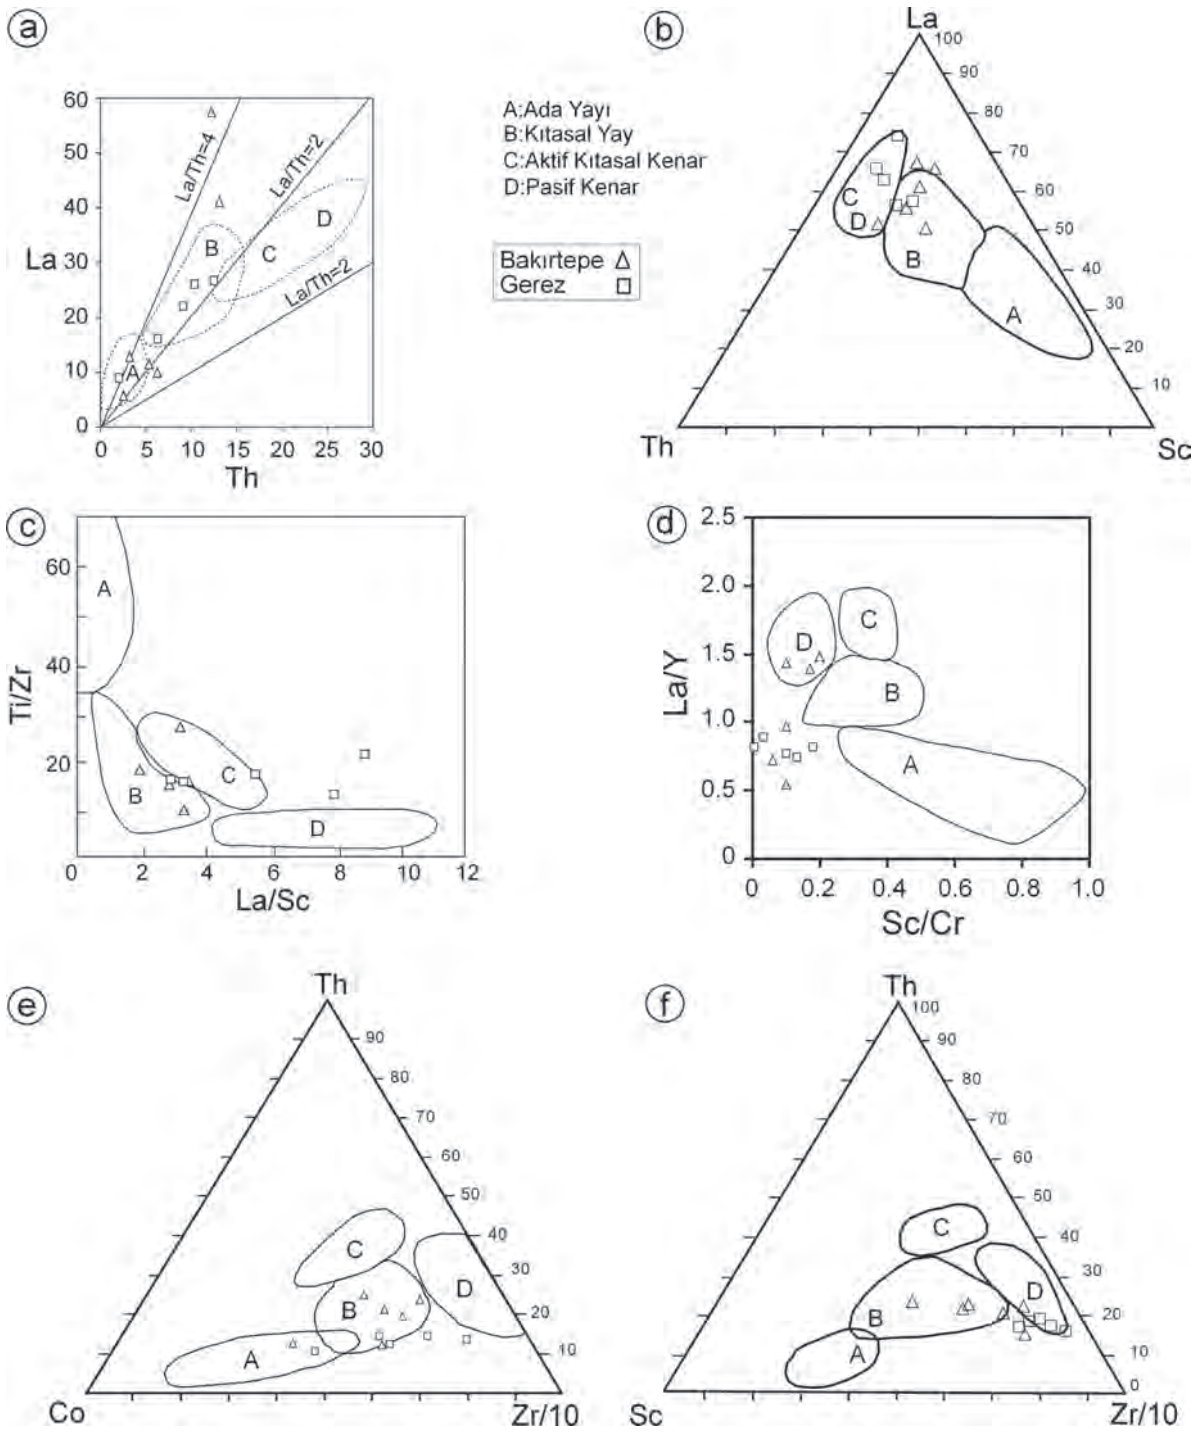 a
60
50
40
30
20
10
0
La
0 5 10 15 20 25 30
Th
La/Th=4
La/Th=2
La/Th=2
A
B
C
D
A:Ada Yayı
B:Kıtasal Yay
C:Aktif Kıtasal Kenar
D:Pasif Kenar
Bakırtepe
Gerez
b
La
100
90
80
70
60
50
40
30
20
10
Th
Sc
C
D
B
A
c
60
40
20
Ti/Zr
0 2 4 6 8 10 12
La/Sc
A
B
C
D
d
2.5
2.0
1.5
1.0
0.5
0
La/Y
0 0.2 0.4 0.6 0.8 1.0
Sc/Cr
D
C
B
A
e
Th
90
80
70
60
50
40
30
20
10
Co
Zr/10
C
D
B
A
f
Th
100
90
80
70
60
50
40
30
20
10
0
Sc
Zr/10
C
D
B
A